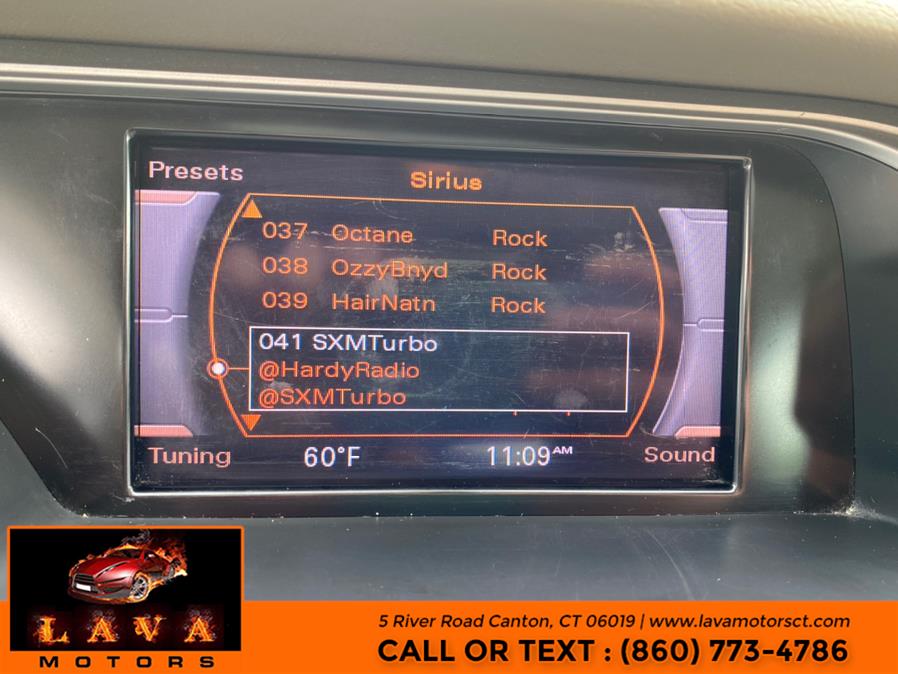 Presets
Sirius
037 Octane Rock
038 OzzyBnyd Rock
039 HairNatn Rock
041 SXMTurbo
@HardyRadio
@SXMTurbo
Tuning 60°F 11:09AM Sound
LAVA
MOTORS
5 River Road Canton, CT 06019 | www.lavamotorsct.com
CALL OR TEXT : (860) 773-4786